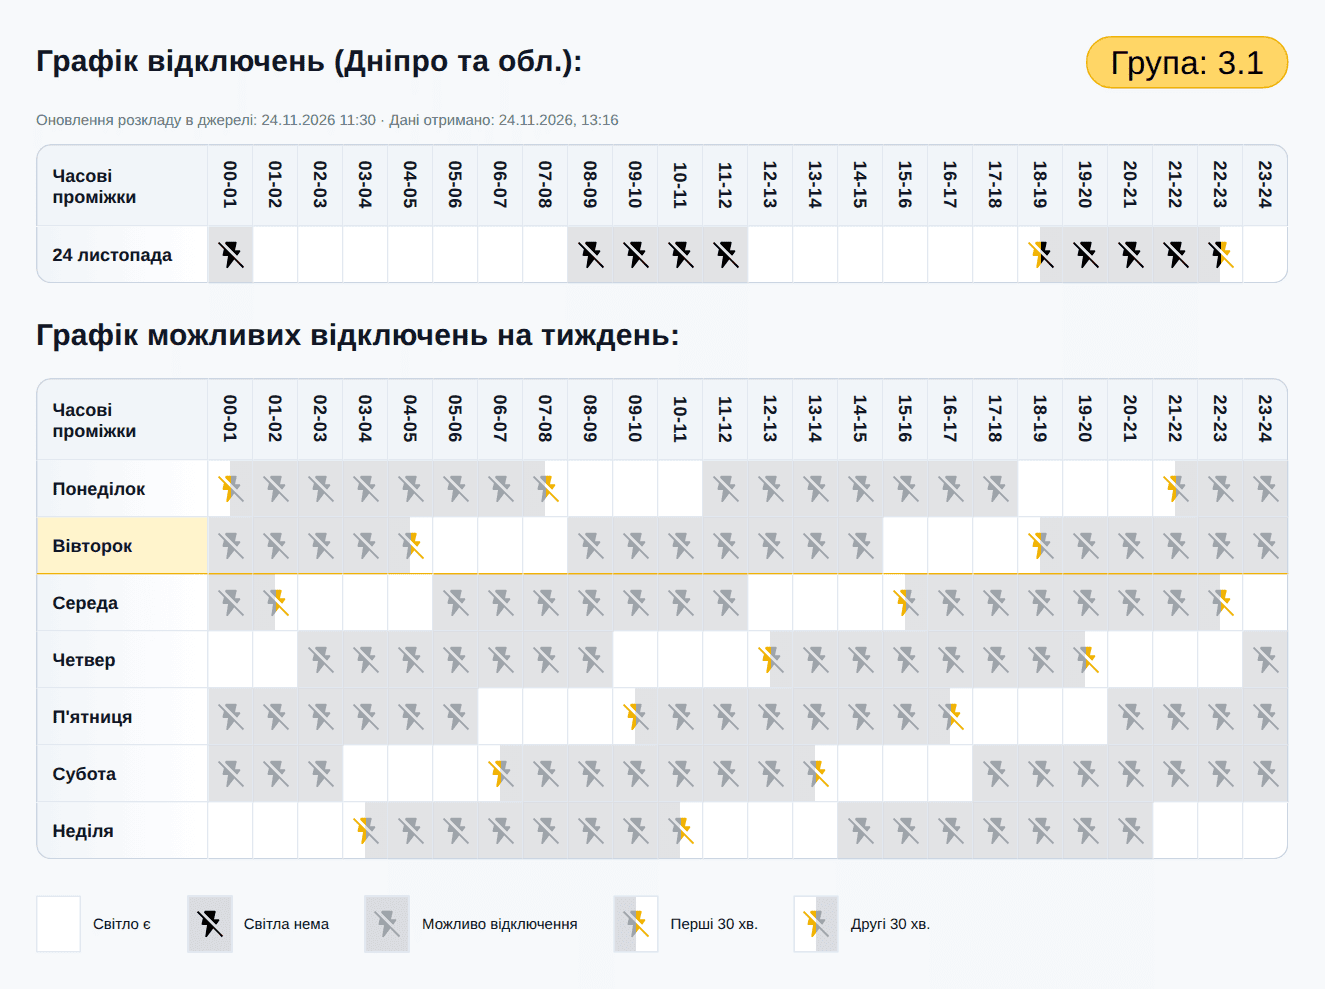 Графік відключень (Дніпро та обл.):
Група: 3.1
Оновлення розкладу в джерелі: 24.11.2026 11:30 · Дані отримано: 24.11.2026, 13:16
Часові проміжки 00-01 01-02 02-03 03-04 04-05 05-06 06-07 07-08 08-09 09-10 10-11 11-12 12-13 13-14 14-15 15-16 16-17 17-18 18-19 19-20 20-21 21-22 22-23 23-24
24 листопада
Графік можливих відключень на тиждень:
Часові проміжки 00-01 01-02 02-03 03-04 04-05 05-06 06-07 07-08 08-09 09-10 10-11 11-12 12-13 13-14 14-15 15-16 16-17 17-18 18-19 19-20 20-21 21-22 22-23 23-24
Понеділок
Вівторок
Середа
Четвер
П'ятниця
Субота
Неділя
Світло є Світла нема Можливо відключення Перші 30 хв. Другі 30 хв.